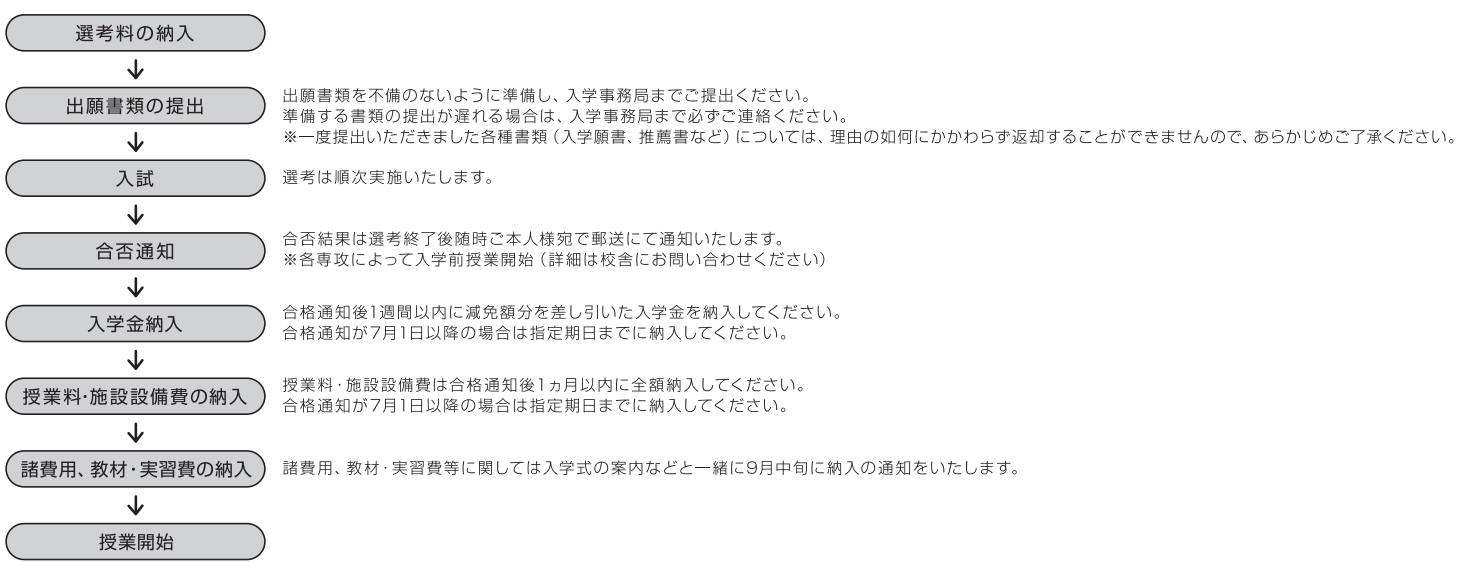 選考料の納入
出願書類の提出
出願書類を不備のないように準備し、入学事務局までご提出ください。
準備する書類の提出が遅れる場合は、入学事務局まで必ずご連絡ください。
※一度提出いただきました各種書類（入学願書、推薦書など）については、理由の如何にかかわらず返却することができませんので、あらかじめご了承ください。
入試
選考は順次実施いたします。
合否通知
合否結果は選考終了後随時ご本人様宛で郵送にて通知いたします。
※各専攻によって入学前授業開始（詳細は校舎にお問い合わせください）
入学金納入
合格通知後1週間以内に減免額分を差し引いた入学金を納入してください。
合格通知が7月1日以降の場合は指定期日までに納入してください。
授業料・施設設備費の納入
授業料・施設設備費は合格通知後1ヵ月以内に全額納入してください。
合格通知が7月1日以降の場合は指定期日までに納入してください。
諸費用、教材・実習費の納入
諸費用、教材・実習費等に関しては入学式の案内などと一緒に9月中旬に納入の通知をいたします。
授業開始